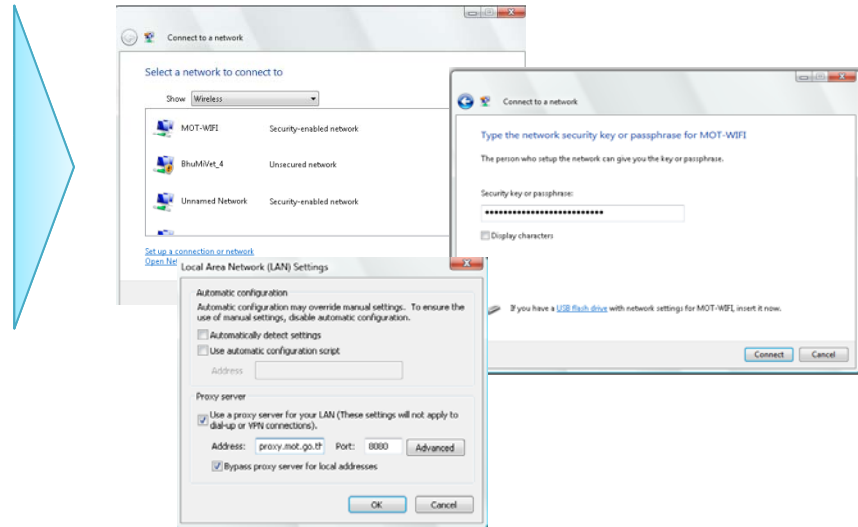 Connect to a network
Select a network to connect to
Show Wireless
MOT-WIFI Security-enabled network
BhuMiVet_4 Unsecured network
Unnamed Network Security-enabled network
Set up a connection or network
Open Net
Connect to a network
Type the network security key or passphrase for MOT-WIFI
The person who setup the network can give you the key or passphrase.
Security key or passphrase:
••••••••••••••••••••••••••
Display characters
If you have a USB flash drive with network settings for MOT-WIFI, insert it now.
Connect Cancel
Local Area Network (LAN) Settings
Automatic configuration
Automatic configuration may override manual settings. To ensure the
use of manual settings, disable automatic configuration.
Automatically detect settings
Use automatic configuration script
Address
Proxy server
Use a proxy server for your LAN (These settings will not apply to
dial-up or VPN connections).
Address: proxy.mot.go.th Port: 8080 Advanced
Bypass proxy server for local addresses
OK Cancel